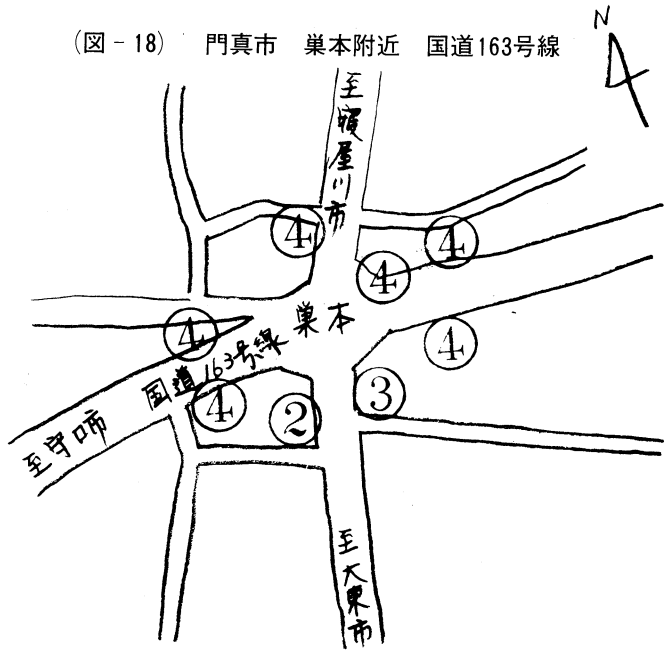 (図－18)　門真市　巣本附近　国道163号線
N
至寝屋川市
④
④
④
④
巣本
④
国道163号線
④
②
③
至守口市
至大東市